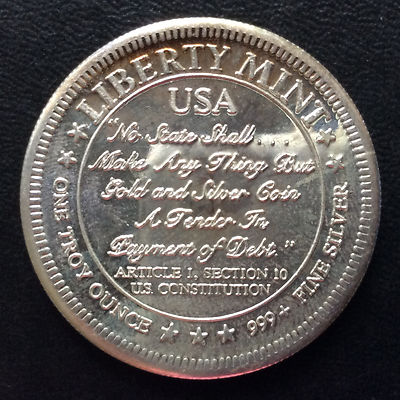 LIBERTY MINT
USA
"No State Shall . . .
Make Any Thing But
Gold and Silver Coin
A Tender In
Payment of Debt."
ARTICLE 1, SECTION 10
U.S. CONSTITUTION
ONE TROY OUNCE
999+ FINE SILVER